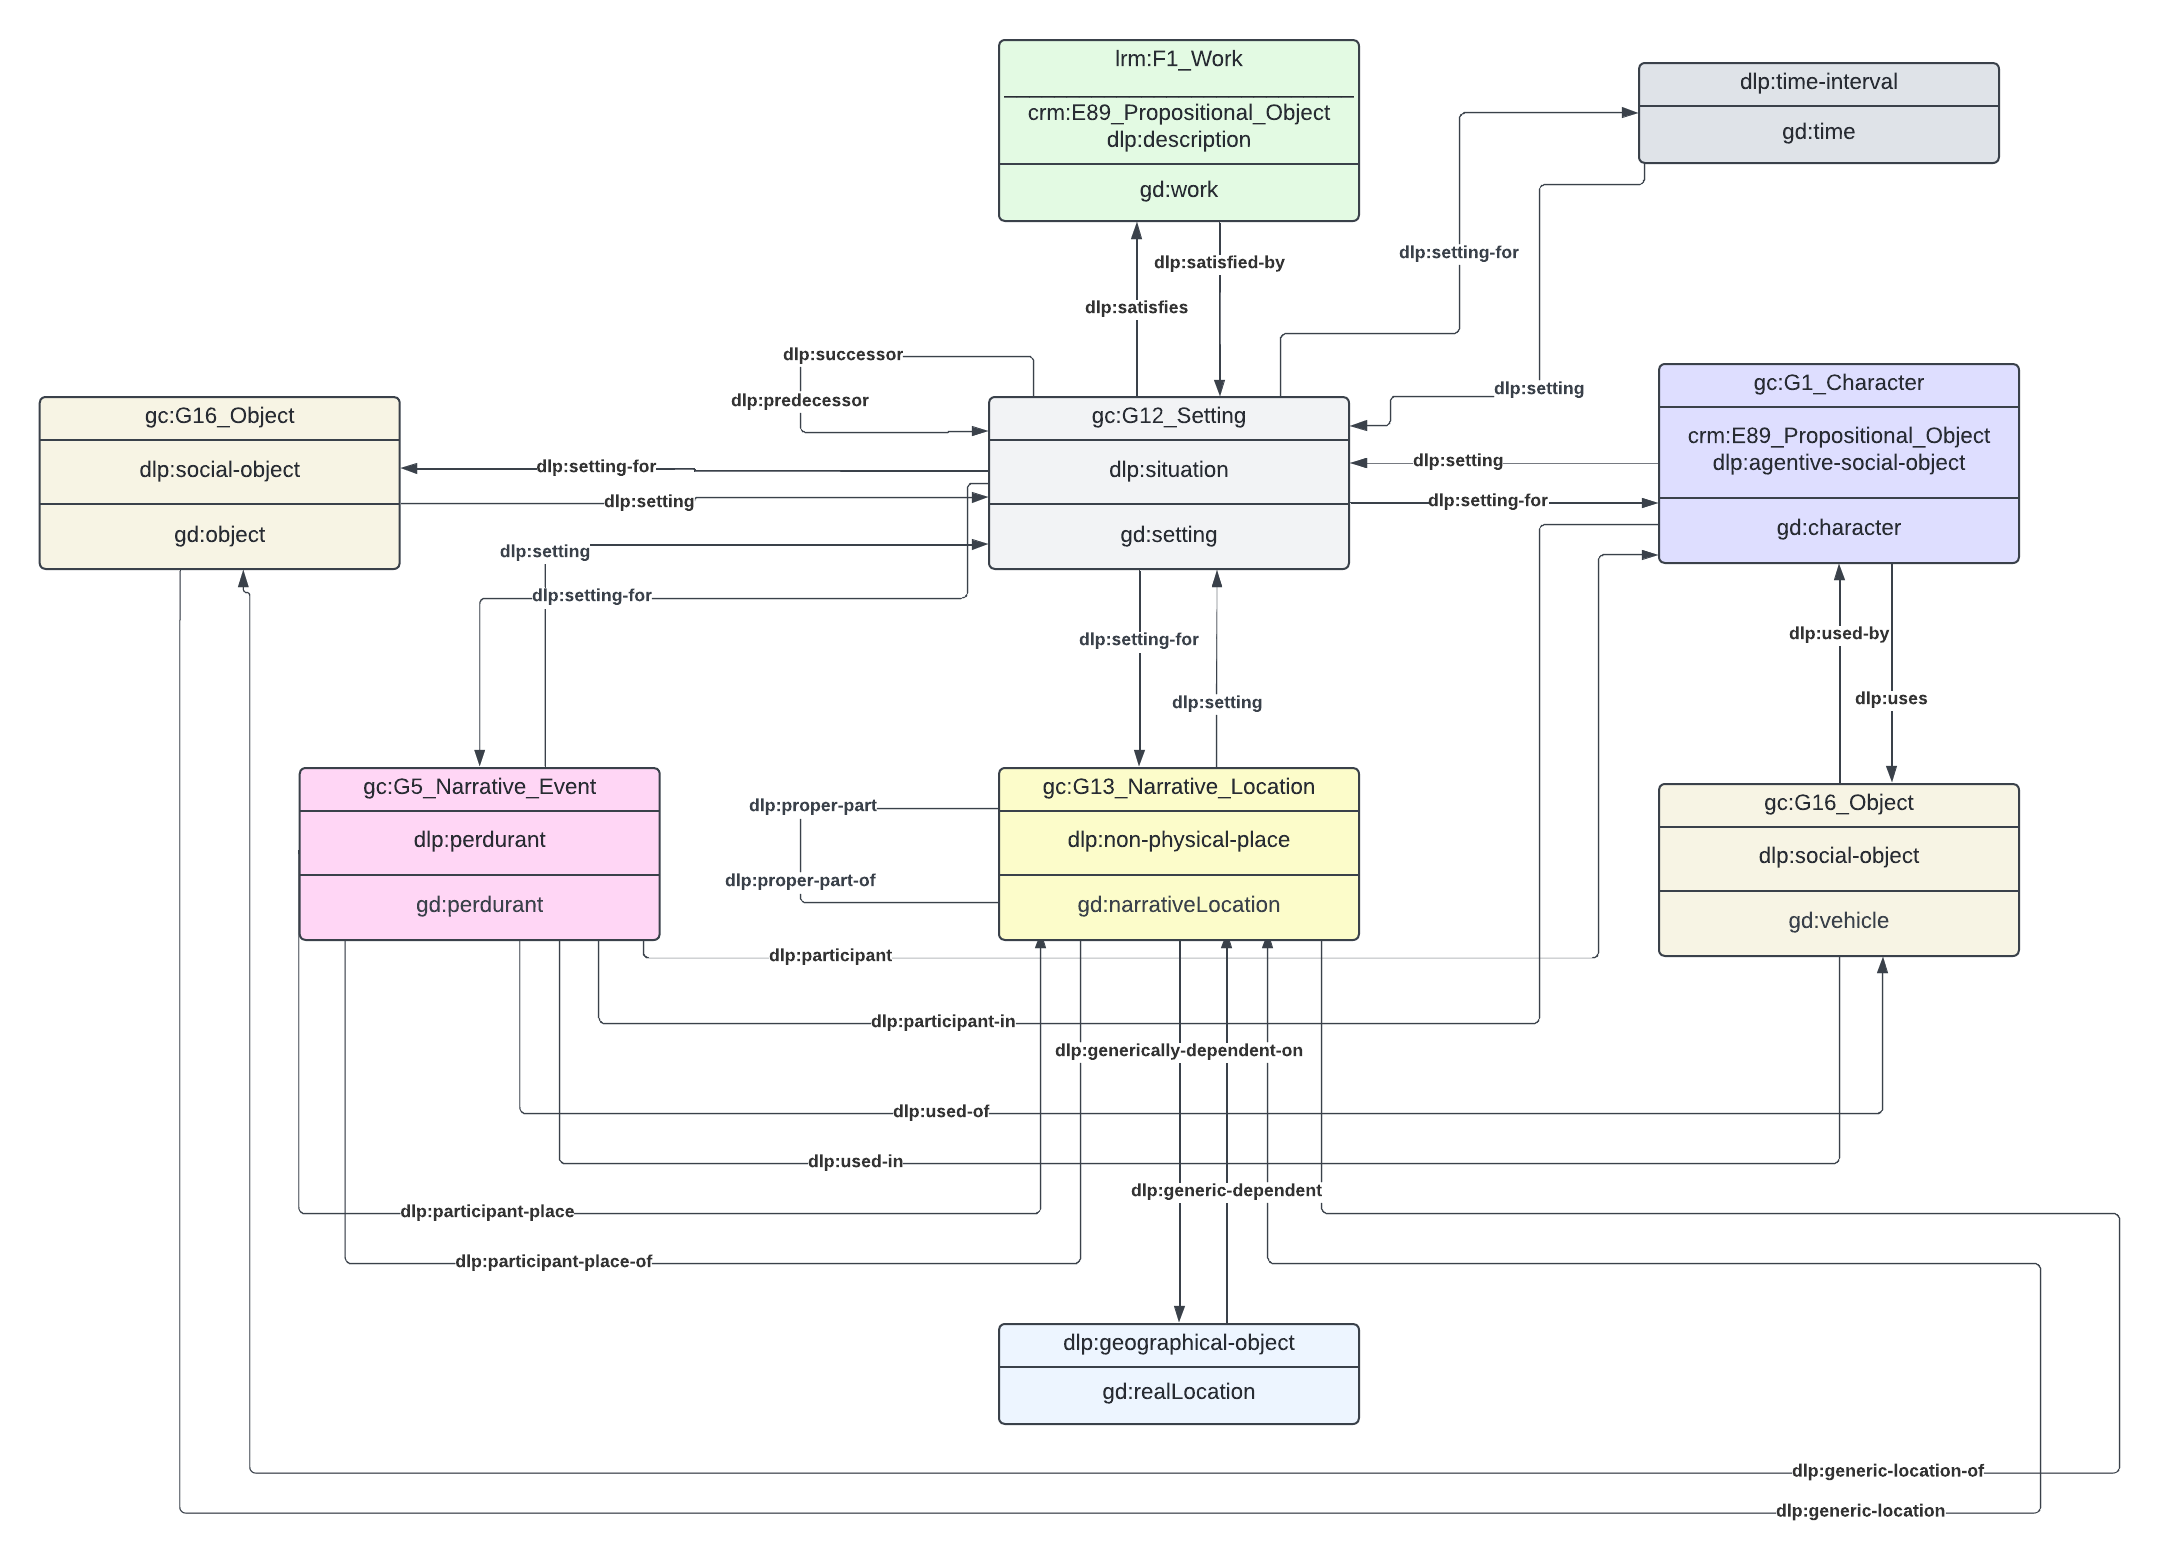 lrm:F1_Work
crm:E89_Propositional_Object
dlp:description
gd:work
dlp:time-interval
gd:time
dlp:satisfied-by
dlp:satisfies
dlp:setting-for
dlp:setting
dlp:successor
dlp:predecessor
gc:G16_Object
dlp:social-object
gd:object
dlp:setting-for
dlp:setting
gc:G12_Setting
dlp:situation
gd:setting
dlp:setting
dlp:setting-for
gc:G1_Character
crm:E89_Propositional_Object
dlp:agentive-social-object
gd:character
dlp:setting
dlp:setting-for
dlp:setting-for
dlp:setting
dlp:used-by
dlp:uses
gc:G5_Narrative_Event
dlp:perdurant
gd:perdurant
dlp:proper-part
dlp:proper-part-of
gc:G13_Narrative_Location
dlp:non-physical-place
gd:narrativeLocation
gc:G16_Object
dlp:social-object
gd:vehicle
dlp:participant
dlp:participant-in
dlp:generically-dependent-on
dlp:used-of
dlp:used-in
dlp:generic-dependent
dlp:participant-place
dlp:participant-place-of
dlp:geographical-object
gd:realLocation
dlp:generic-location-of
dlp:generic-location